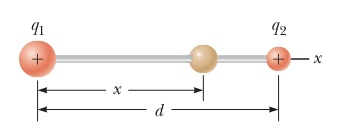 q1 q2
+ + x
x
d